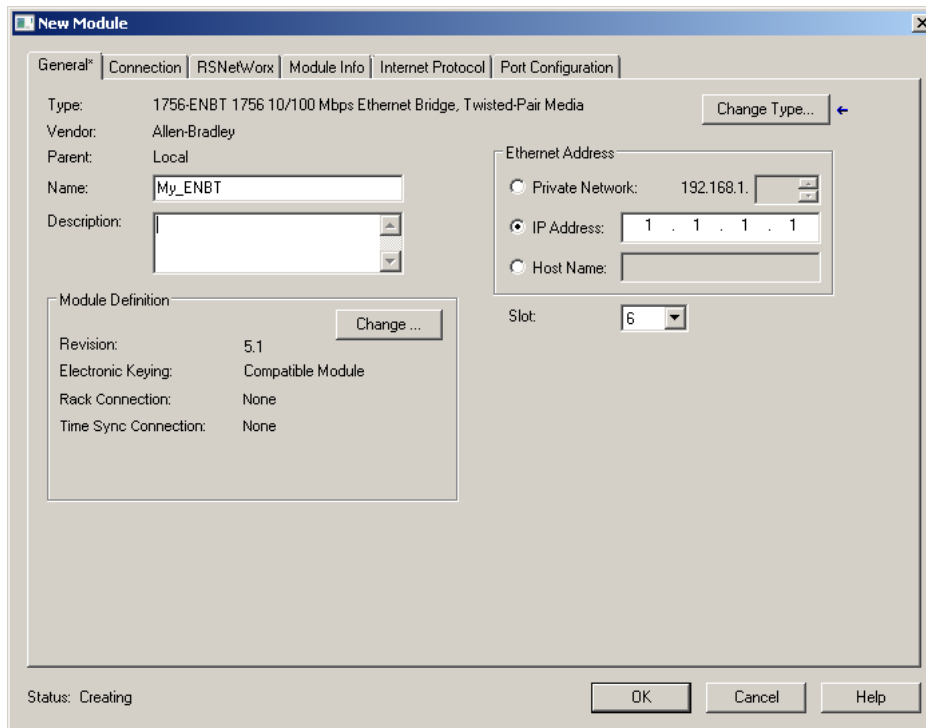 New Module
General* Connection RSNetWorx Module Info Internet Protocol Port Configuration
Type: 1756-ENBT 1756 10/100 Mbps Ethernet Bridge, Twisted-Pair Media
Change Type...
Vendor: Allen-Bradley
Parent: Local
Name: My_ENBT
Description:
Ethernet Address
Private Network: 192.168.1.
IP Address: 1 . 1 . 1 . 1
Host Name:
Slot: 6
Module Definition
Change ...
Revision: 5.1
Electronic Keying: Compatible Module
Rack Connection: None
Time Sync Connection: None
Status: Creating
OK Cancel Help